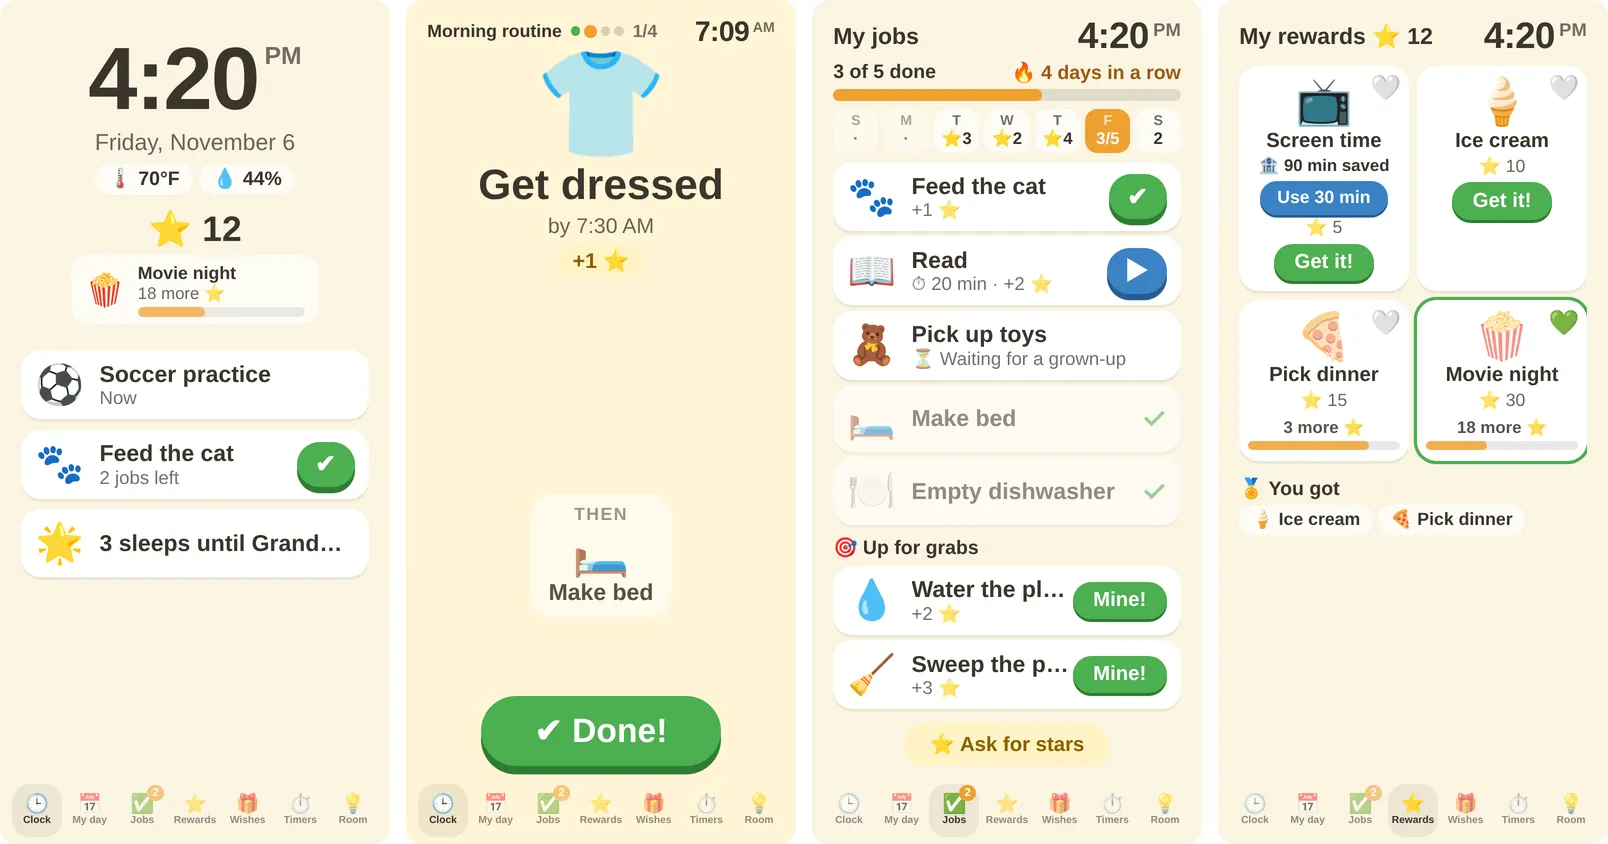 4:20 PM
Friday, November 6
70°F
44%
12
Movie night
18 more
Soccer practice
Now
Feed the cat
2 jobs left
✔
3 sleeps until Grand…
Clock
My day
2
Jobs
Rewards
Wishes
Timers
Room
Morning routine 1/4
7:09 AM
Get dressed
by 7:30 AM
+1
THEN
Make bed
✔ Done!
Clock
My day
2
Jobs
Rewards
Wishes
Timers
Room
My jobs
4:20 PM
3 of 5 done
4 days in a row
S M T W T F S
· · 3 2 4 3/5 2
Feed the cat
+1
✔
Read
20 min · +2
Pick up toys
Waiting for a grown-up
Make bed
Empty dishwasher
Up for grabs
Water the pl…
+2
Mine!
Sweep the p…
+3
Mine!
Ask for stars
Clock
My day
2
Jobs
Rewards
Wishes
Timers
Room
My rewards 12
4:20 PM
Screen time
90 min saved
Use 30 min
5
Get it!
Ice cream
10
Get it!
Pick dinner
15
3 more
Movie night
30
18 more
You got
Ice cream
Pick dinner
Clock
My day
2
Jobs
Rewards
Wishes
Timers
Room